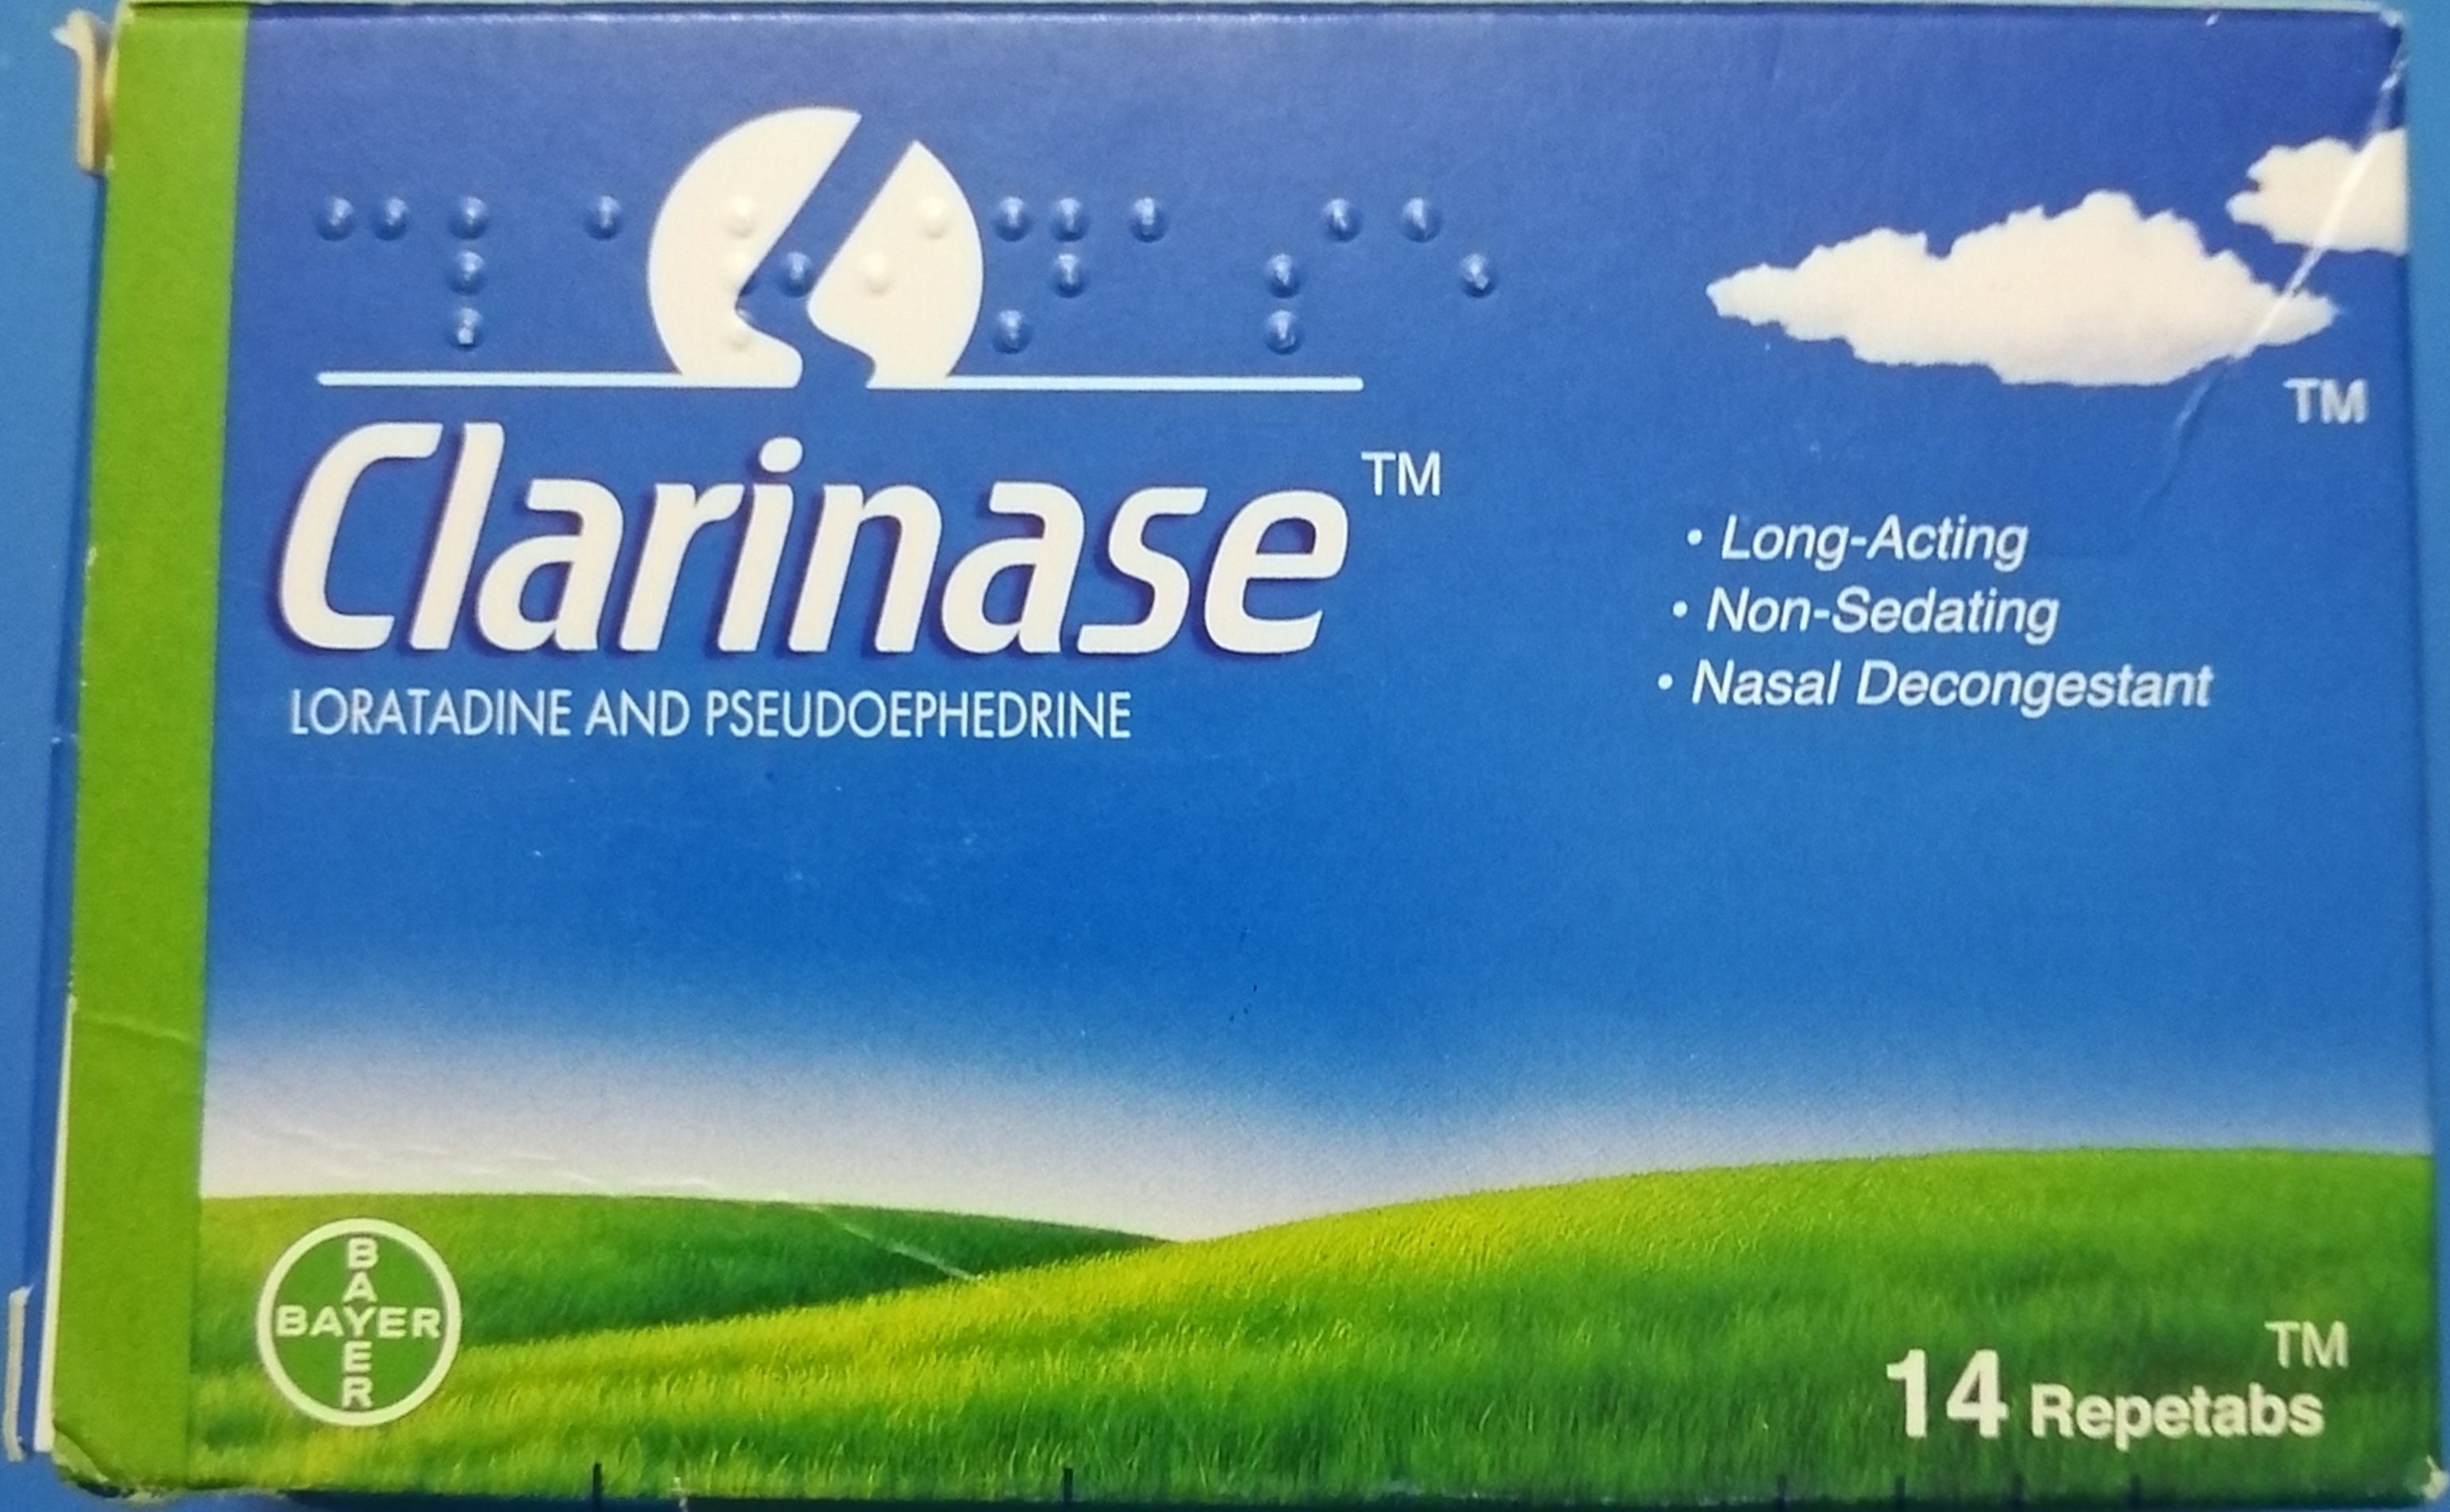 ⠉⠇⠁⠗⠊⠝⠁⠎⠑
TM
Clarinase™
• Long-Acting
• Non-Sedating
• Nasal Decongestant
LORATADINE AND PSEUDOEPHEDRINE
BAYER
BAYER
14 Repetabs™